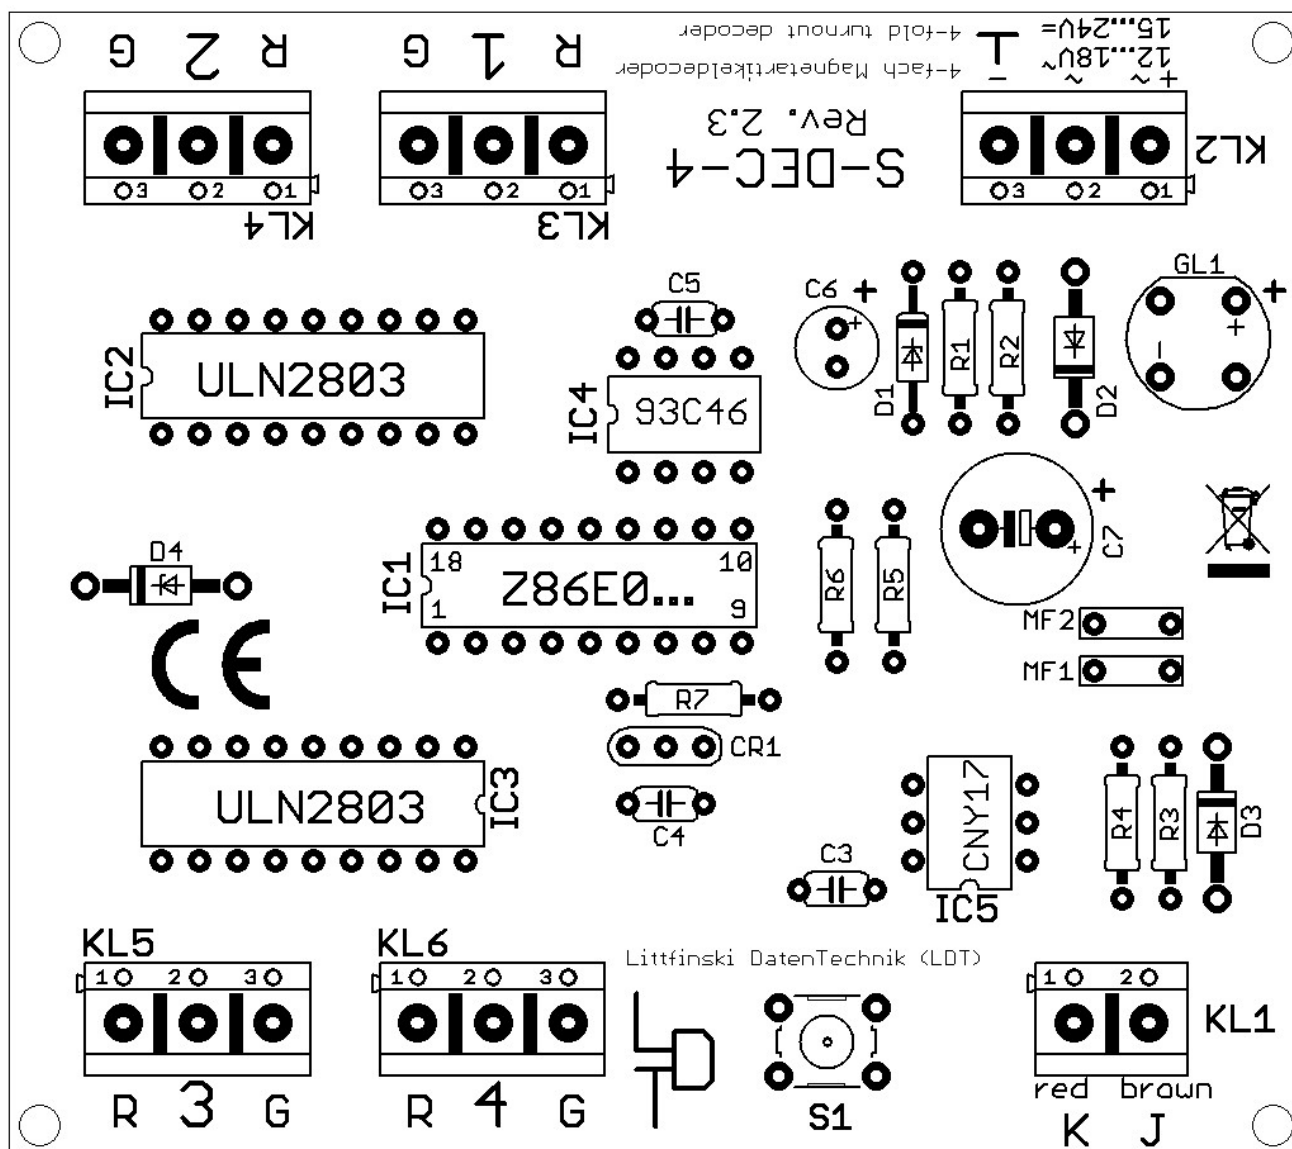 G 2 R
G 1 R
4-fold turnout decoder
4-fach Magnetartikeldecoder
Rev. 2.3
S-DEC-4
15...24V=
12...18V~
- ~ ~ +
KL2
3 2 1
KL4
3 2 1
KL3
3 2 1
C5
C6 +
+
GL1
+
+
-
IC2
ULN2803
IC4
93C46
D1
R1
R2
D2
C7
+
+
D4
IC1
18 10
Z86E0...
1 9
R6
R5
MF2
MF1
CE
R7
CR1
ULN2803
IC3
C4
C3
CNY17
IC5
R4
R3
D3
KL5
1 2 3
KL6
1 2 3
Littfinski DatenTechnik (LDT)
1 2
KL1
red brown
R 3 G
R 4 G
S1
K J